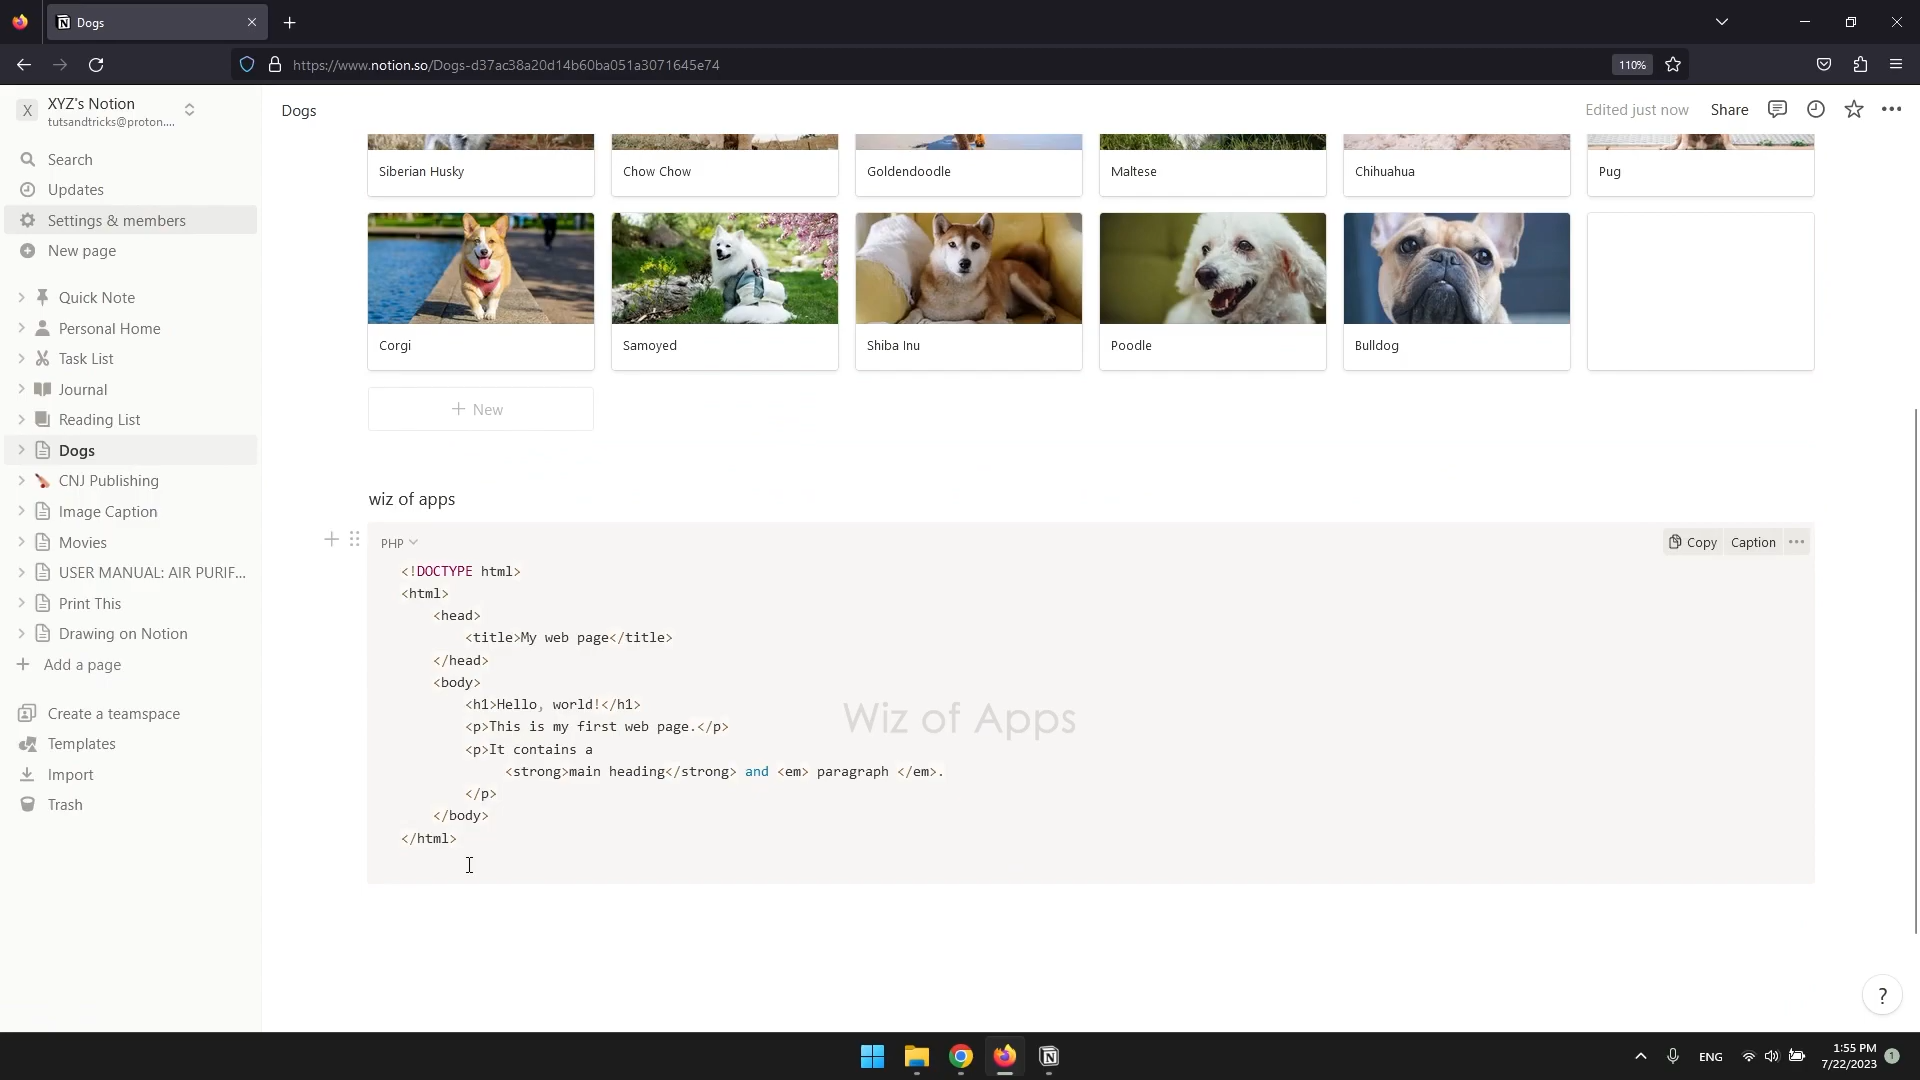 Dogs
https://www.notion.so/Dogs-d37ac38a20d14b60ba051a3071645e74
110%
X
XYZ's Notion
tutsandtricks@proton....
Dogs
Edited just now
Share
Search
Updates
Settings & members
New page
Quick Note
Personal Home
Task List
Journal
Reading List
Dogs
CNJ Publishing
Image Caption
Movies
USER MANUAL: AIR PURIF...
Print This
Drawing on Notion
Add a page
Create a teamspace
Templates
Import
Trash
Siberian Husky
Chow Chow
Goldendoodle
Maltese
Chihuahua
Pug
Corgi
Samoyed
Shiba Inu
Poodle
Bulldog
+ New
wiz of apps
PHP
Copy
Caption
<!DOCTYPE html>
<html>
    <head>
        <title>My web page</title>
    </head>
    <body>
        <h1>Hello, world!</h1>
        <p>This is my first web page.</p>
        <p>It contains a
             <strong>main heading</strong> and <em> paragraph </em>.
        </p>
    </body>
</html>
Wiz of Apps
?
ENG
1:55 PM
7/22/2023
1